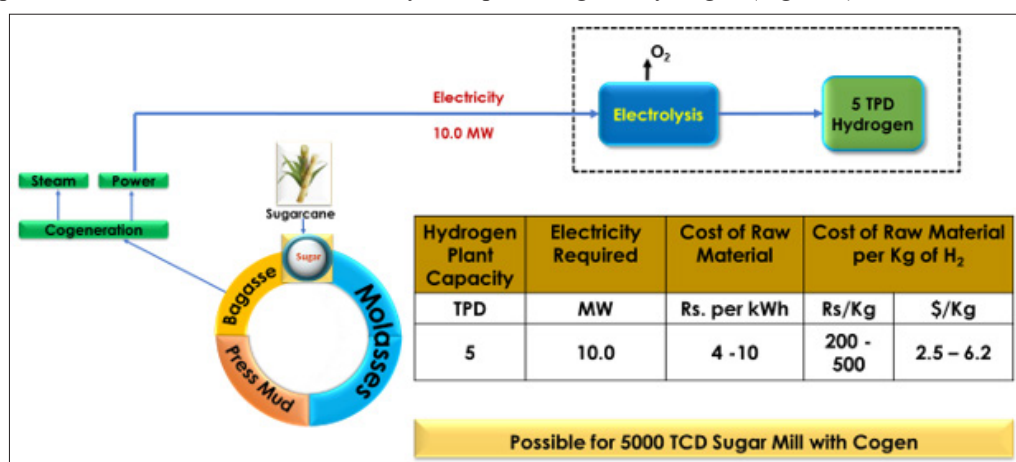 O2
Electricity
10.0 MW
Electrolysis
5 TPD
Hydrogen
Steam
Power
Cogeneration
Sugarcane
Sugar
Bagasse
Molasses
Press Mud
Hydrogen
Plant
Capacity
Electricity
Required
Cost of Raw
Material
Cost of Raw Material
per Kg of H2
TPD
MW
Rs. per kWh
Rs/Kg
$/Kg
5
10.0
4 -10
200 -
500
2.5 – 6.2
Possible for 5000 TCD Sugar Mill with Cogen